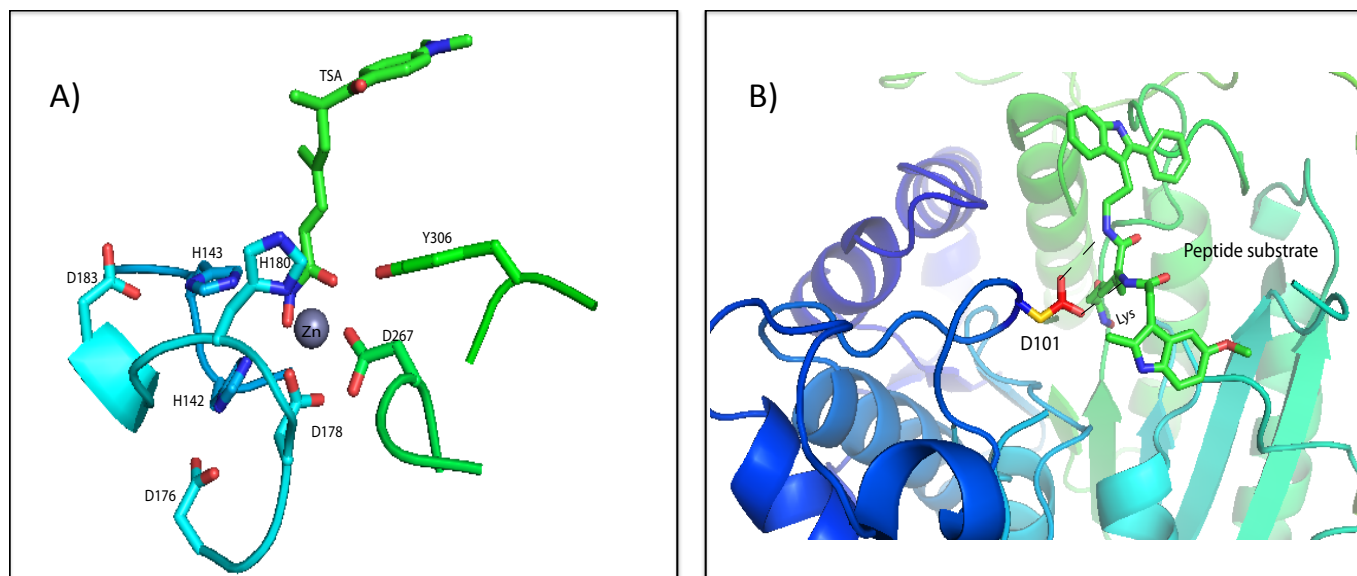 A)
TSA
H143
H180
Y306
D183
Zn
D267
H142
D178
D176
B)
Peptide substrate
Lys
D101